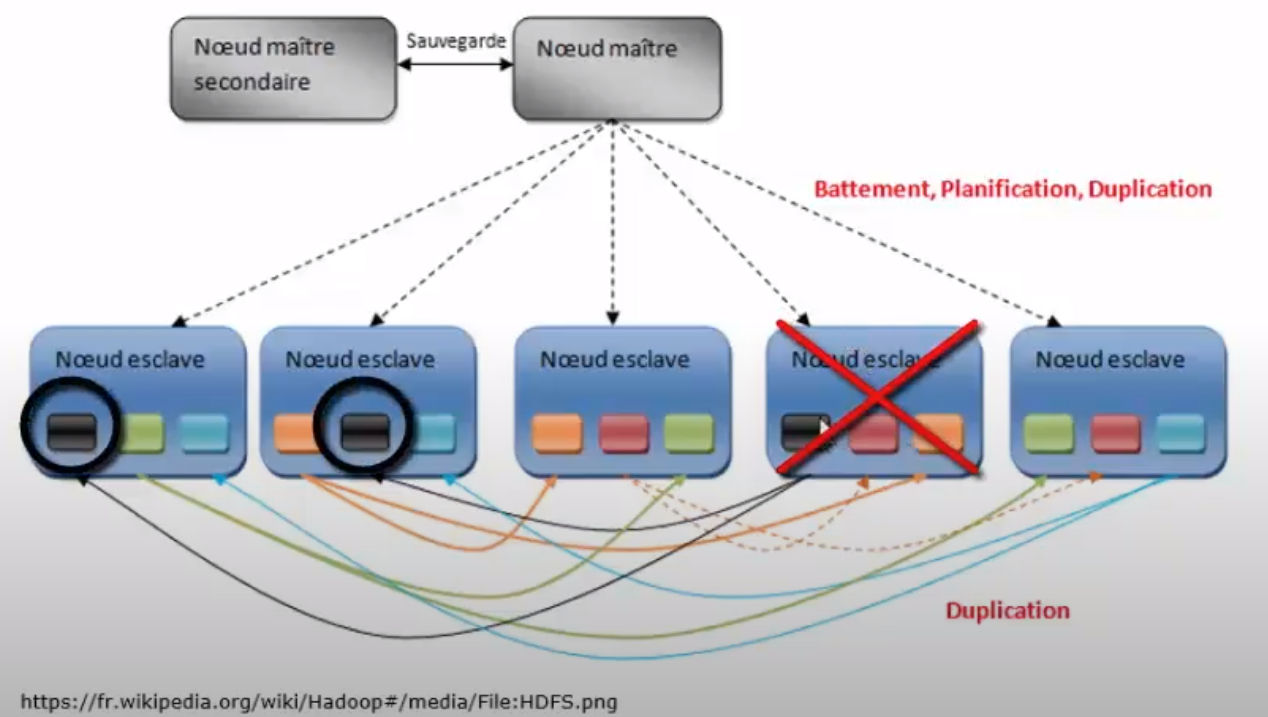 Nœud maître
secondaire
Sauvegarde
Nœud maître
Battement, Planification, Duplication
Nœud esclave
Nœud esclave
Nœud esclave
Nœud esclave
Nœud esclave
Duplication
https://fr.wikipedia.org/wiki/Hadoop#/media/File:HDFS.png